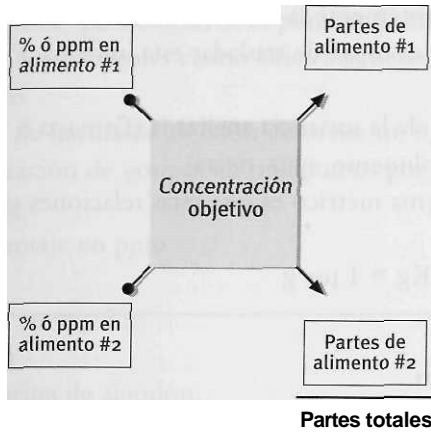 % ó ppm en
alimento #1
Partes de
alimento #1
Concentración
objetivo
% ó ppm en
alimento #2
Partes de
alimento #2
Partes totales